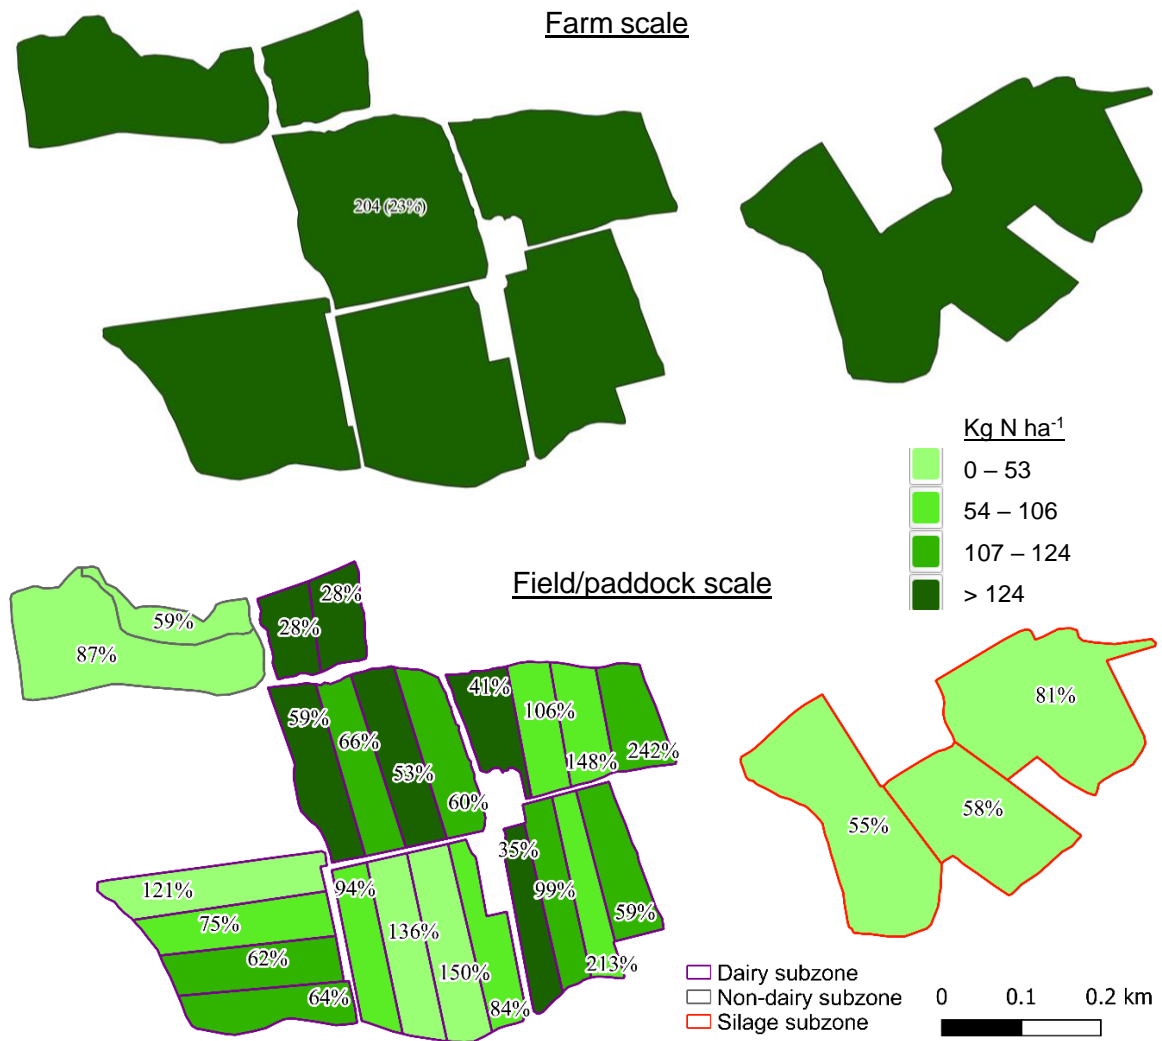 Farm scale
204 (23%)
Kg N ha⁻¹
0 – 53
54 – 106
107 – 124
> 124
Field/paddock scale
28%
28%
59%
87%
59%
66%
53%
60%
41%
106%
148%
242%
81%
58%
55%
35%
99%
59%
213%
121%
75%
62%
64%
94%
136%
150%
84%
Dairy subzone
Non-dairy subzone
Silage subzone
0 0.1 0.2 km